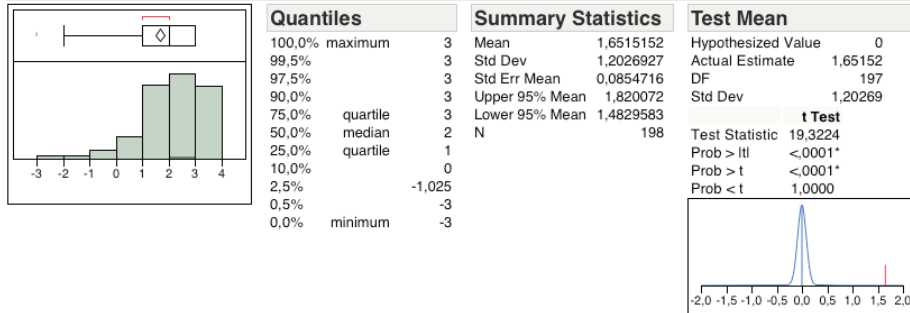 -3 -2 -1 0 1 2 3 4
Quantiles
100,0% maximum 3
99,5% 3
97,5% 3
90,0% 3
75,0% quartile 3
50,0% median 2
25,0% quartile 1
10,0% 0
2,5% -1,025
0,5% -3
0,0% minimum -3
Summary Statistics
Mean 1,6515152
Std Dev 1,2026927
Std Err Mean 0,0854716
Upper 95% Mean 1,820072
Lower 95% Mean 1,4829583
N 198
Test Mean
Hypothesized Value 0
Actual Estimate 1,65152
DF 197
Std Dev 1,20269
t Test
Test Statistic 19,3224
Prob > |t| <,0001*
Prob > t <,0001*
Prob < t 1,0000
-2,0 -1,5 -1,0 -0,5 0,0 0,5 1,0 1,5 2,0